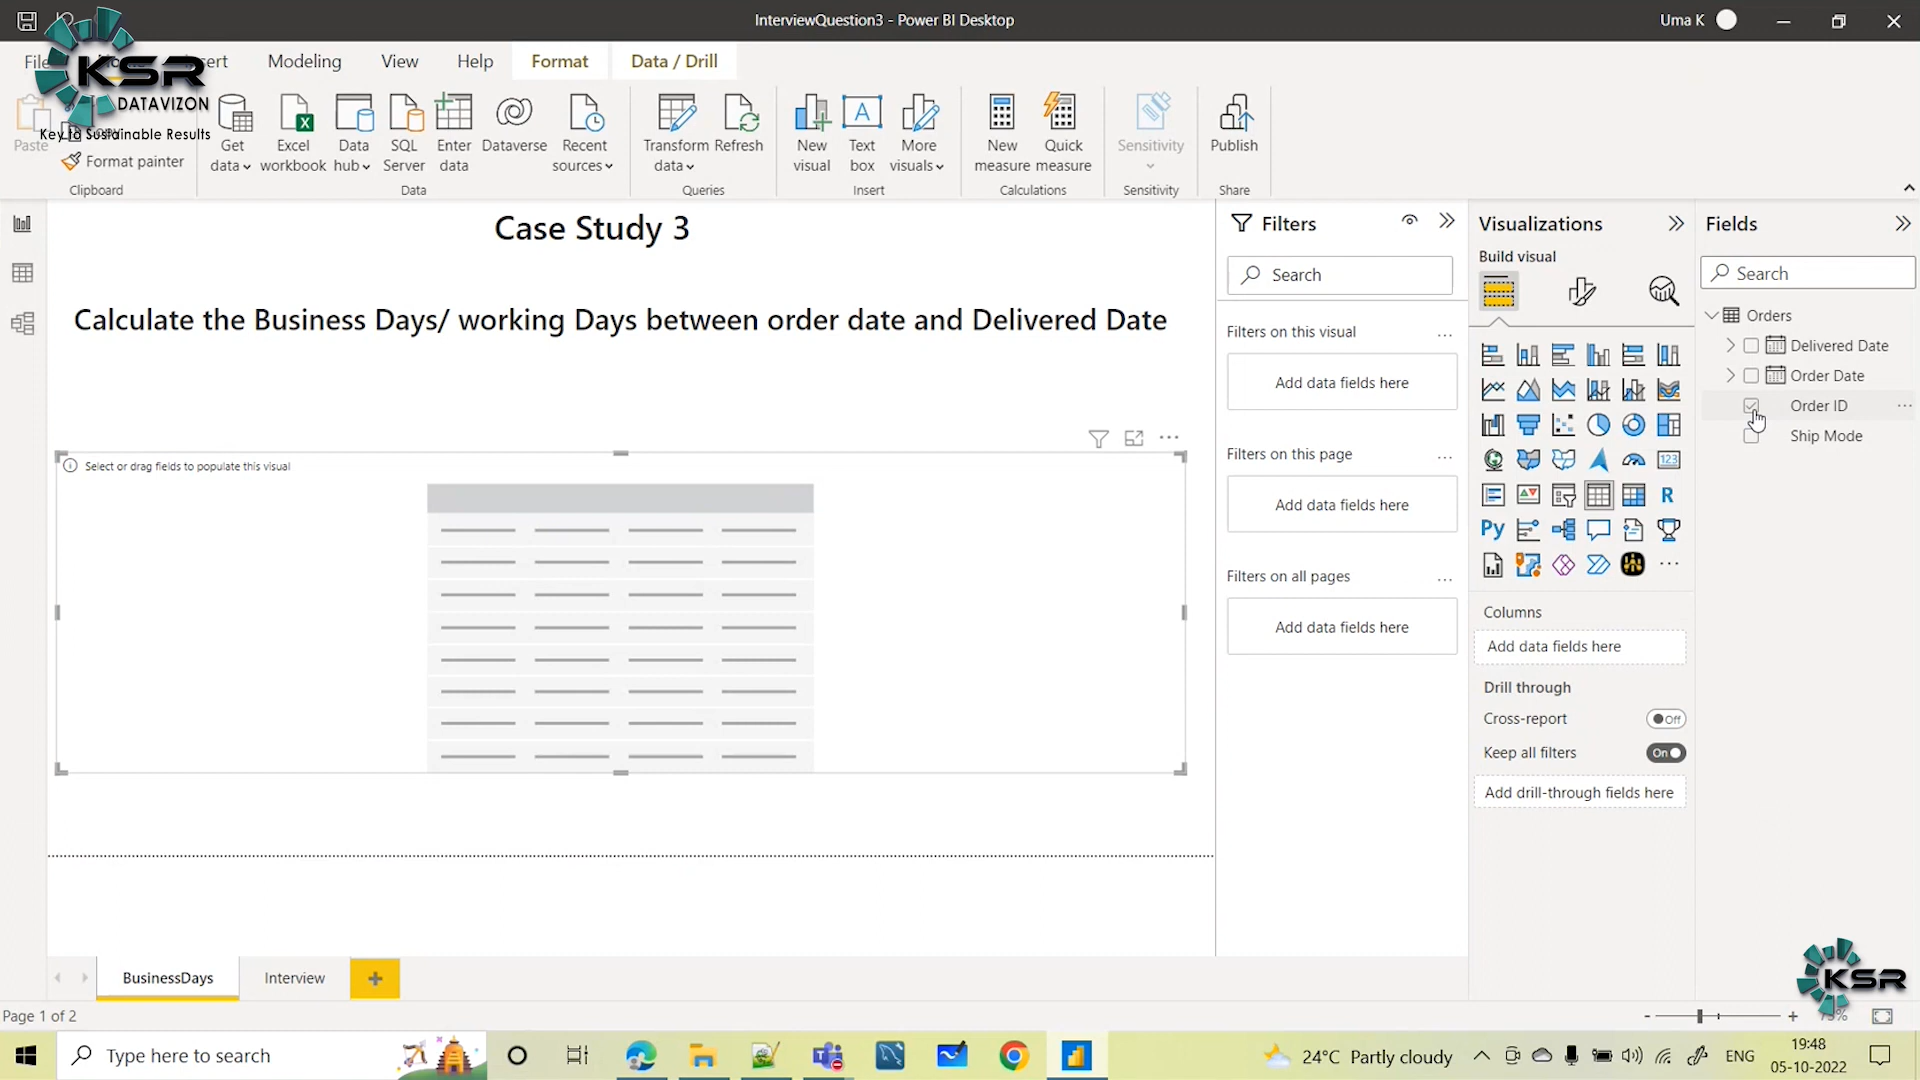 InterviewQuestion3 - Power BI Desktop
Uma K
File
Insert
Modeling
View
Help
Format
Data / Drill
KSR
DATAVIZON
Key to Sustainable Results
Paste
Format painter
Clipboard
Get data
Excel workbook
Data hub
SQL Server
Enter data
Dataverse
Recent sources
Data
Transform data
Refresh
Queries
New visual
Text box
More visuals
Insert
New measure
Quick measure
Calculations
Sensitivity
Sensitivity
Publish
Share
Case Study 3
Calculate the Business Days/ working Days between order date and Delivered Date
Select or drag fields to populate this visual
Filters
Search
Filters on this visual
Add data fields here
Filters on this page
Add data fields here
Filters on all pages
Add data fields here
Visualizations
Build visual
123
R
Py
Columns
Add data fields here
Drill through
Cross-report
Off
Keep all filters
On
Add drill-through fields here
Fields
Search
Orders
Delivered Date
Order Date
Order ID
Ship Mode
KSR
BusinessDays
Interview
Page 1 of 2
Type here to search
24°C Partly cloudy
ENG
19:48
05-10-2022